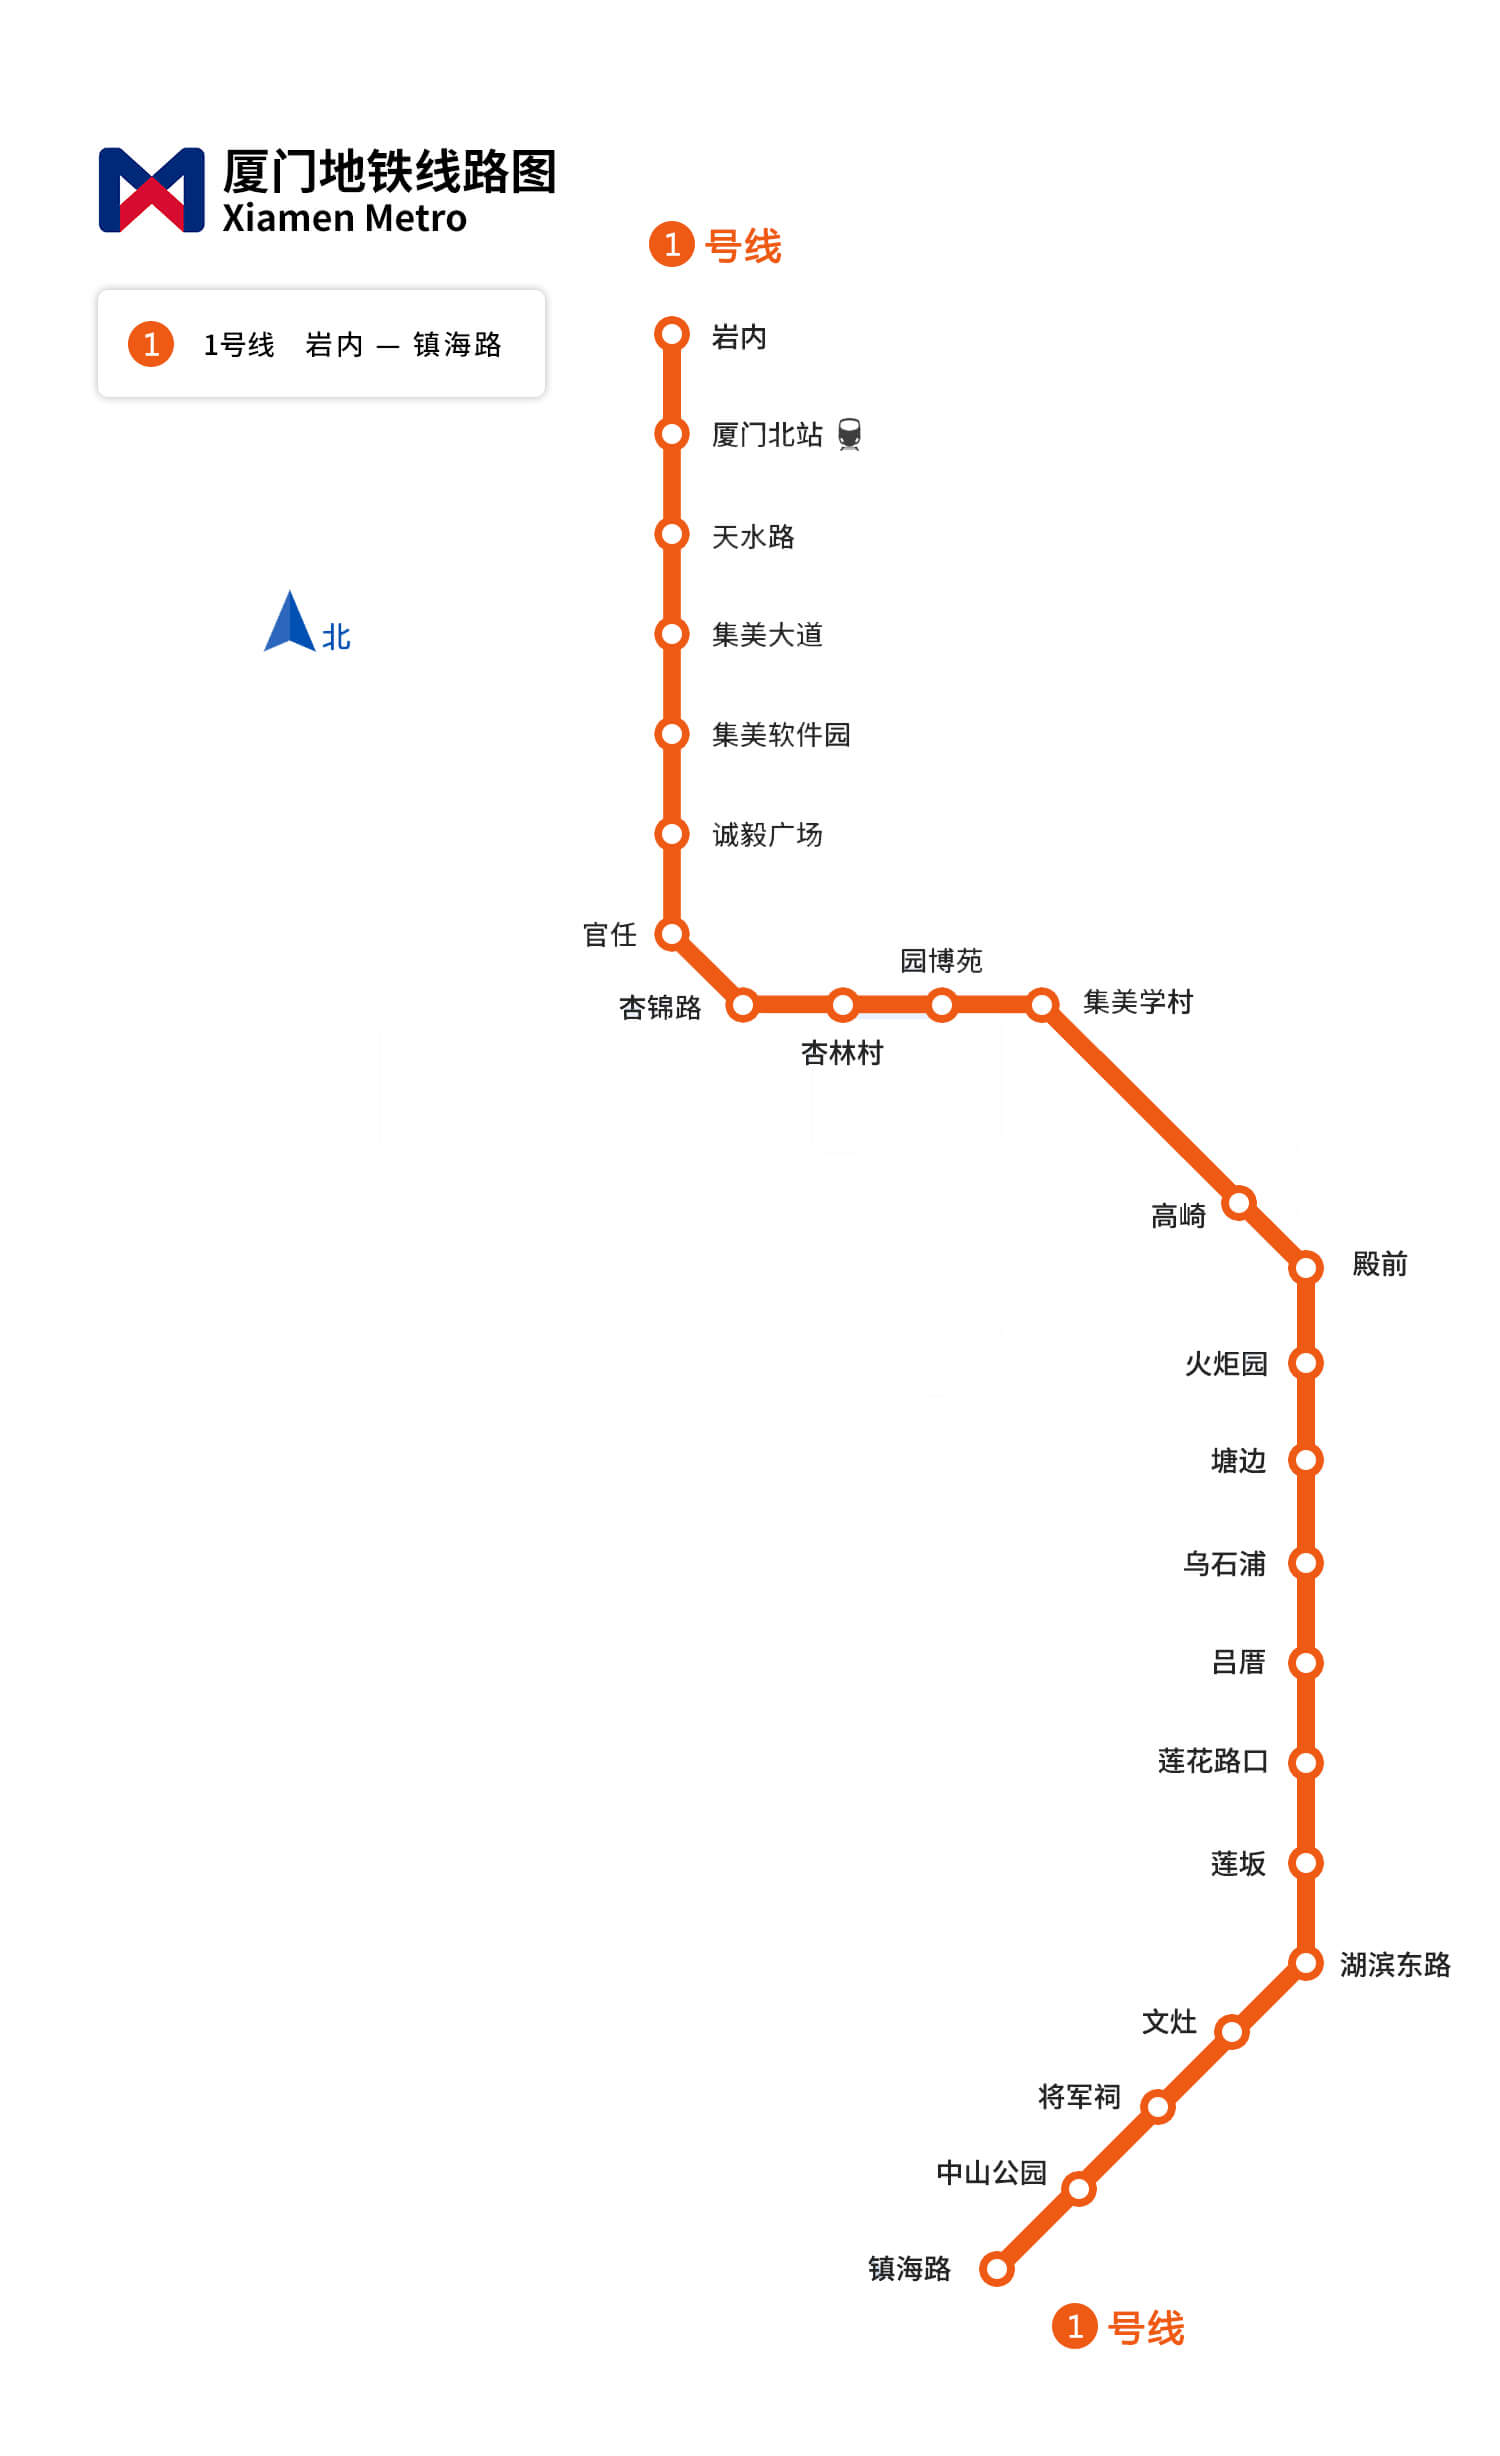 厦门地铁线路图
Xiamen Metro
1 号线
1 1号线 岩内 — 镇海路
岩内
厦门北站
天水路
北
集美大道
集美软件园
诚毅广场
官任
园博苑
杏锦路
集美学村
杏林村
高崎
殿前
火炬园
塘边
乌石浦
吕厝
莲花路口
莲坂
湖滨东路
文灶
将军祠
中山公园
镇海路
1 号线